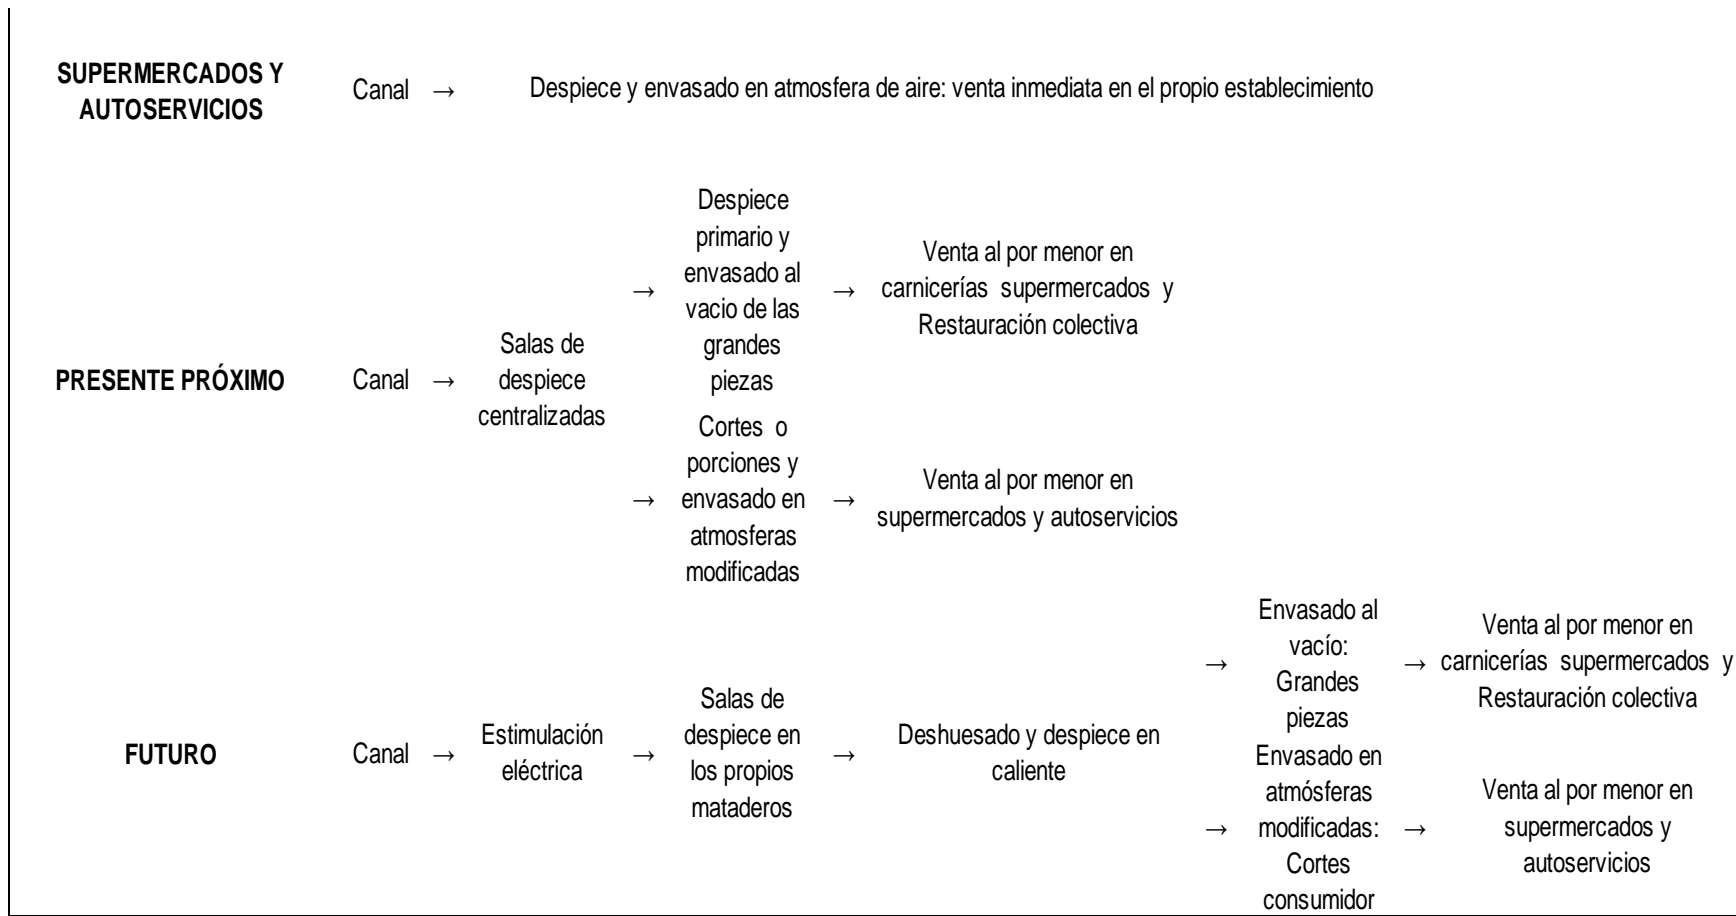 SUPERMERCADOS Y
AUTOSERVICIOS
Canal →
Despiece y envasado en atmosfera de aire: venta inmediata en el propio establecimiento
PRESENTE PRÓXIMO
Canal →
Salas de
despiece
centralizadas
→
Despiece
primario y
envasado al
vacio de las
grandes
piezas
→
Venta al por menor en
carnicerías supermercados y
Restauración colectiva
→
Cortes o
porciones y
envasado en
atmosferas
modificadas
→
Venta al por menor en
supermercados y autoservicios
FUTURO
Canal →
Estimulación
eléctrica
→
Salas de
despiece en
los propios
mataderos
→
Deshuesado y despiece en
caliente
→
Envasado al
vacío:
Grandes
piezas
→
Venta al por menor en
carnicerías supermercados y
Restauración colectiva
→
Envasado en
atmósferas
modificadas:
Cortes
consumidor
→
Venta al por menor en
supermercados y
autoservicios